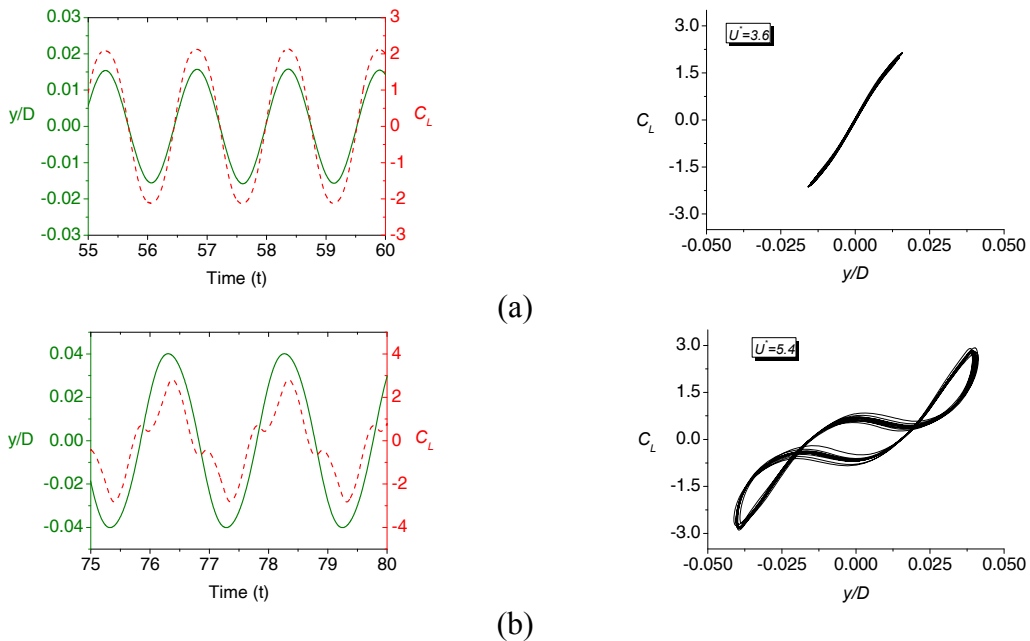 0.03
0.02
0.01
0.00
-0.01
-0.02
-0.03
y/D
55 56 57 58 59 60
Time (t)
3
2
1
0
-1
-2
-3
C_L
U*=3.6
3.0
1.5
0.0
-1.5
-3.0
C_L
-0.050 -0.025 0.000 0.025 0.050
y/D
(a)
0.04
0.02
0.00
-0.02
-0.04
y/D
75 76 77 78 79 80
Time (t)
4
2
0
-2
-4
C_L
U*=5.4
3.0
1.5
0.0
-1.5
-3.0
C_L
-0.050 -0.025 0.000 0.025 0.050
y/D
(b)